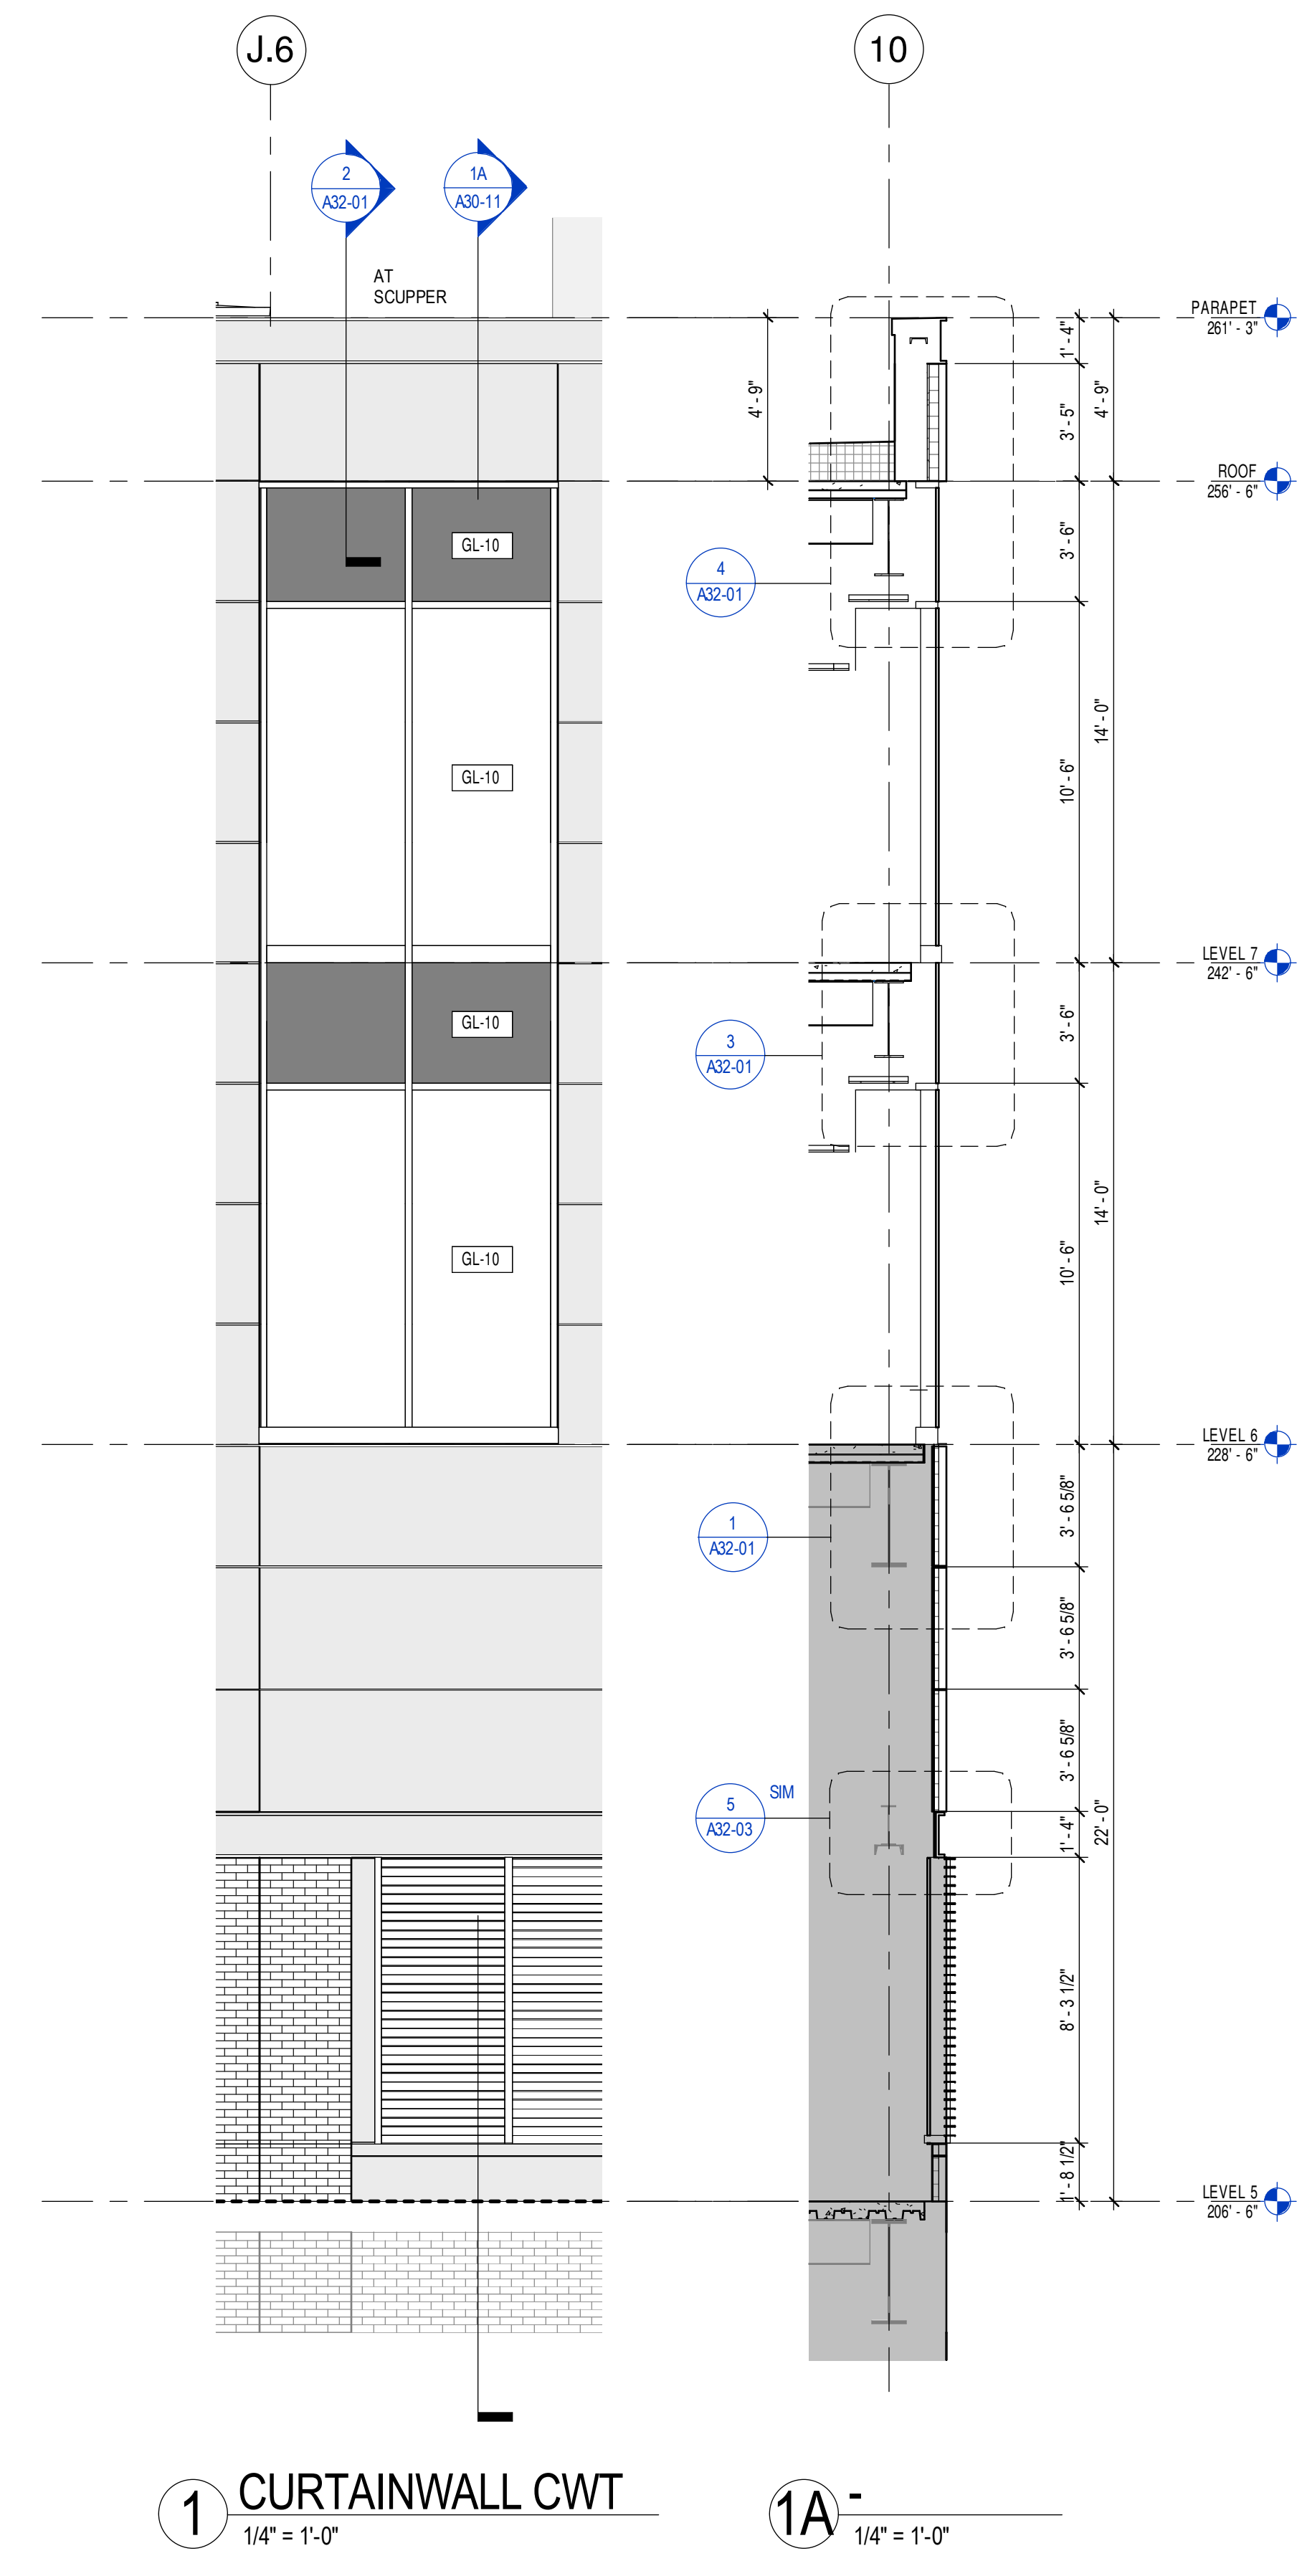 J.6
10
2
A32-01
1A
A30-11
AT
SCUPPER
PARAPET
261' - 3"
1' - 4"
4' - 9"
3' - 5"
4' - 9"
ROOF
256' - 6"
GL-10
3' - 6"
4
A32-01
14' - 0"
GL-10
10' - 6"
LEVEL 7
242' - 6"
GL-10
3' - 6"
3
A32-01
14' - 0"
GL-10
10' - 6"
LEVEL 6
228' - 6"
3' - 6 5/8"
1
A32-01
3' - 6 5/8"
3' - 6 5/8"
5
A32-03
SIM
1' - 4"
22' - 0"
8' - 3 1/2"
1' - 8 1/2"
LEVEL 5
206' - 6"
1
CURTAINWALL CWT
1/4" = 1'-0"
1A
-
1/4" = 1'-0"